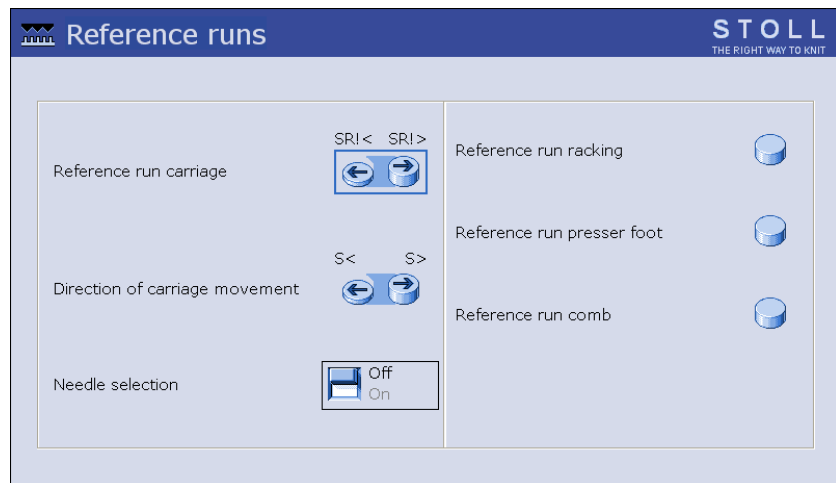 Reference runs
STOLL
THE RIGHT WAY TO KNIT
SR!< SR!>
Reference run carriage
S< S>
Direction of carriage movement
Needle selection
Off
On
Reference run racking
Reference run presser foot
Reference run comb